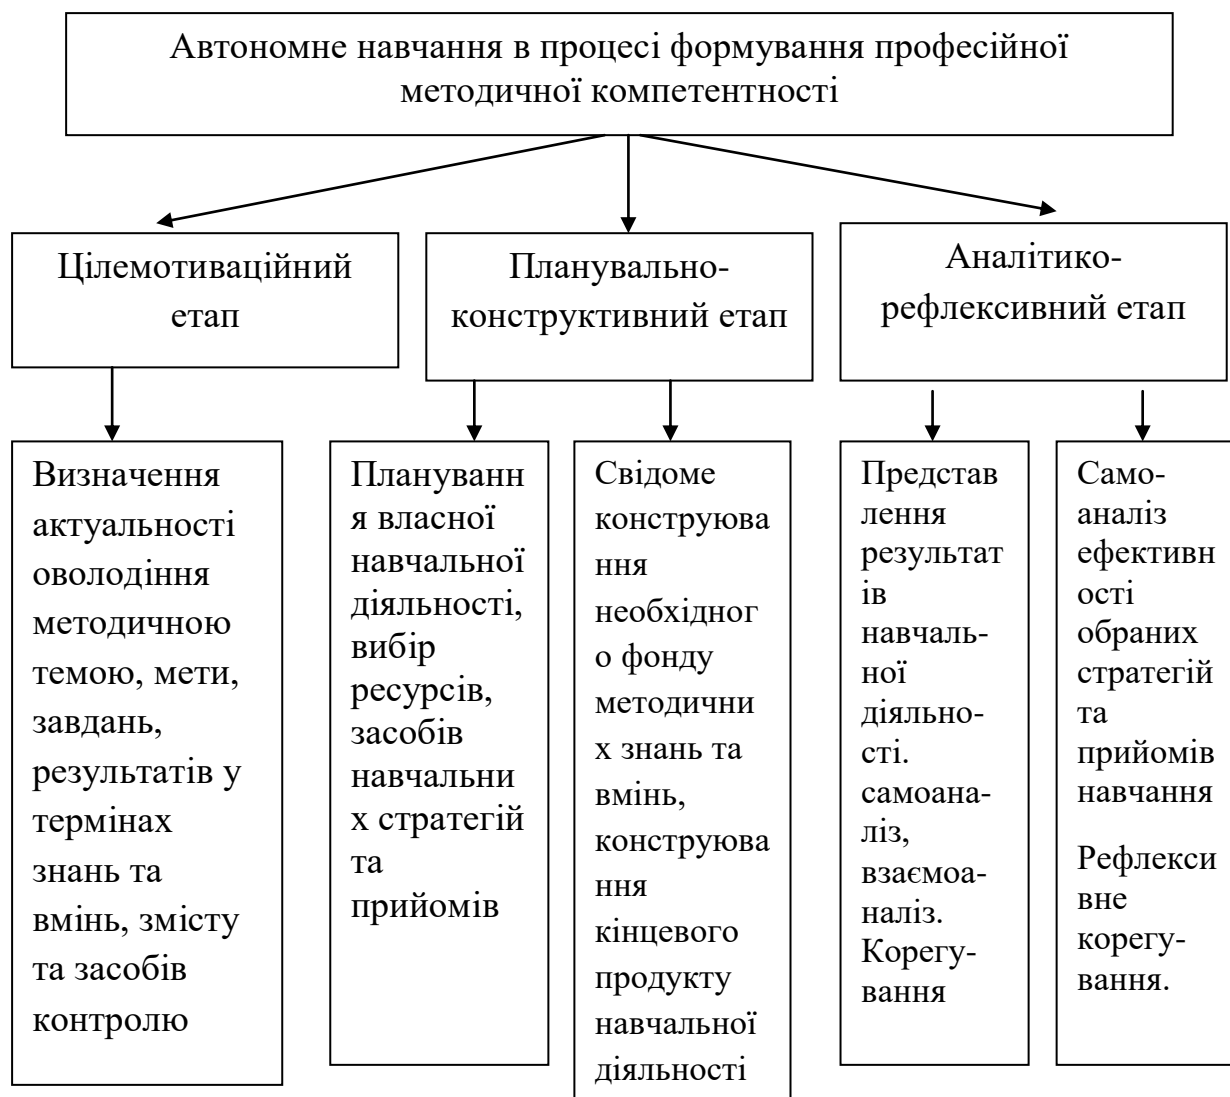 Автономне навчання в процесі формування професійної
методичної компетентності
Цілемотиваційний
етап
Планувально-
конструктивний етап
Аналітико-
рефлексивний етап
Визначення
актуальності
оволодіння
методичною
темою, мети,
завдань,
результатів у
термінах
знань та
вмінь, змісту
та засобів
контролю
Плануванн
я власної
навчальної
діяльності,
вибір
ресурсів,
засобів
навчальни
х стратегій
та
прийомів
Свідоме
конструюва
ння
необхідног
о фонду
методични
х знань та
вмінь,
конструюва
ння
кінцевого
продукту
навчальної
діяльності
Представ
лення
результат
ів
навчаль-
ної
діяльно-
сті.
самоана-
ліз,
взаємоа-
наліз.
Корегу-
вання
Само-
аналіз
ефективн
ості
обраних
стратегій
та
прийомів
навчання
Рефлекси
вне
корегу-
вання.